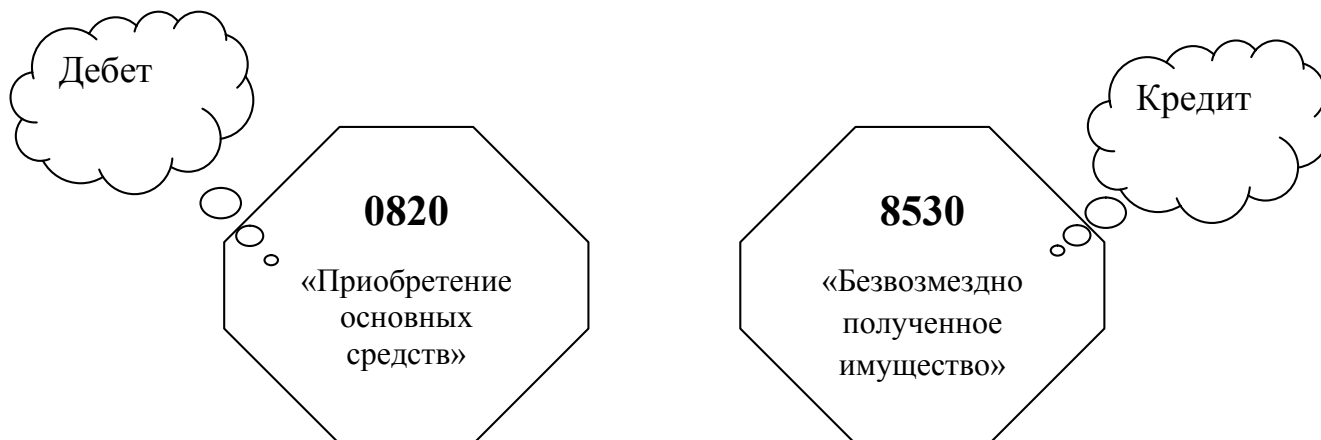 Дебет
Кредит
0820
«Приобретение
основных
средств»
8530
«Безвозмездно
полученное
имущество»